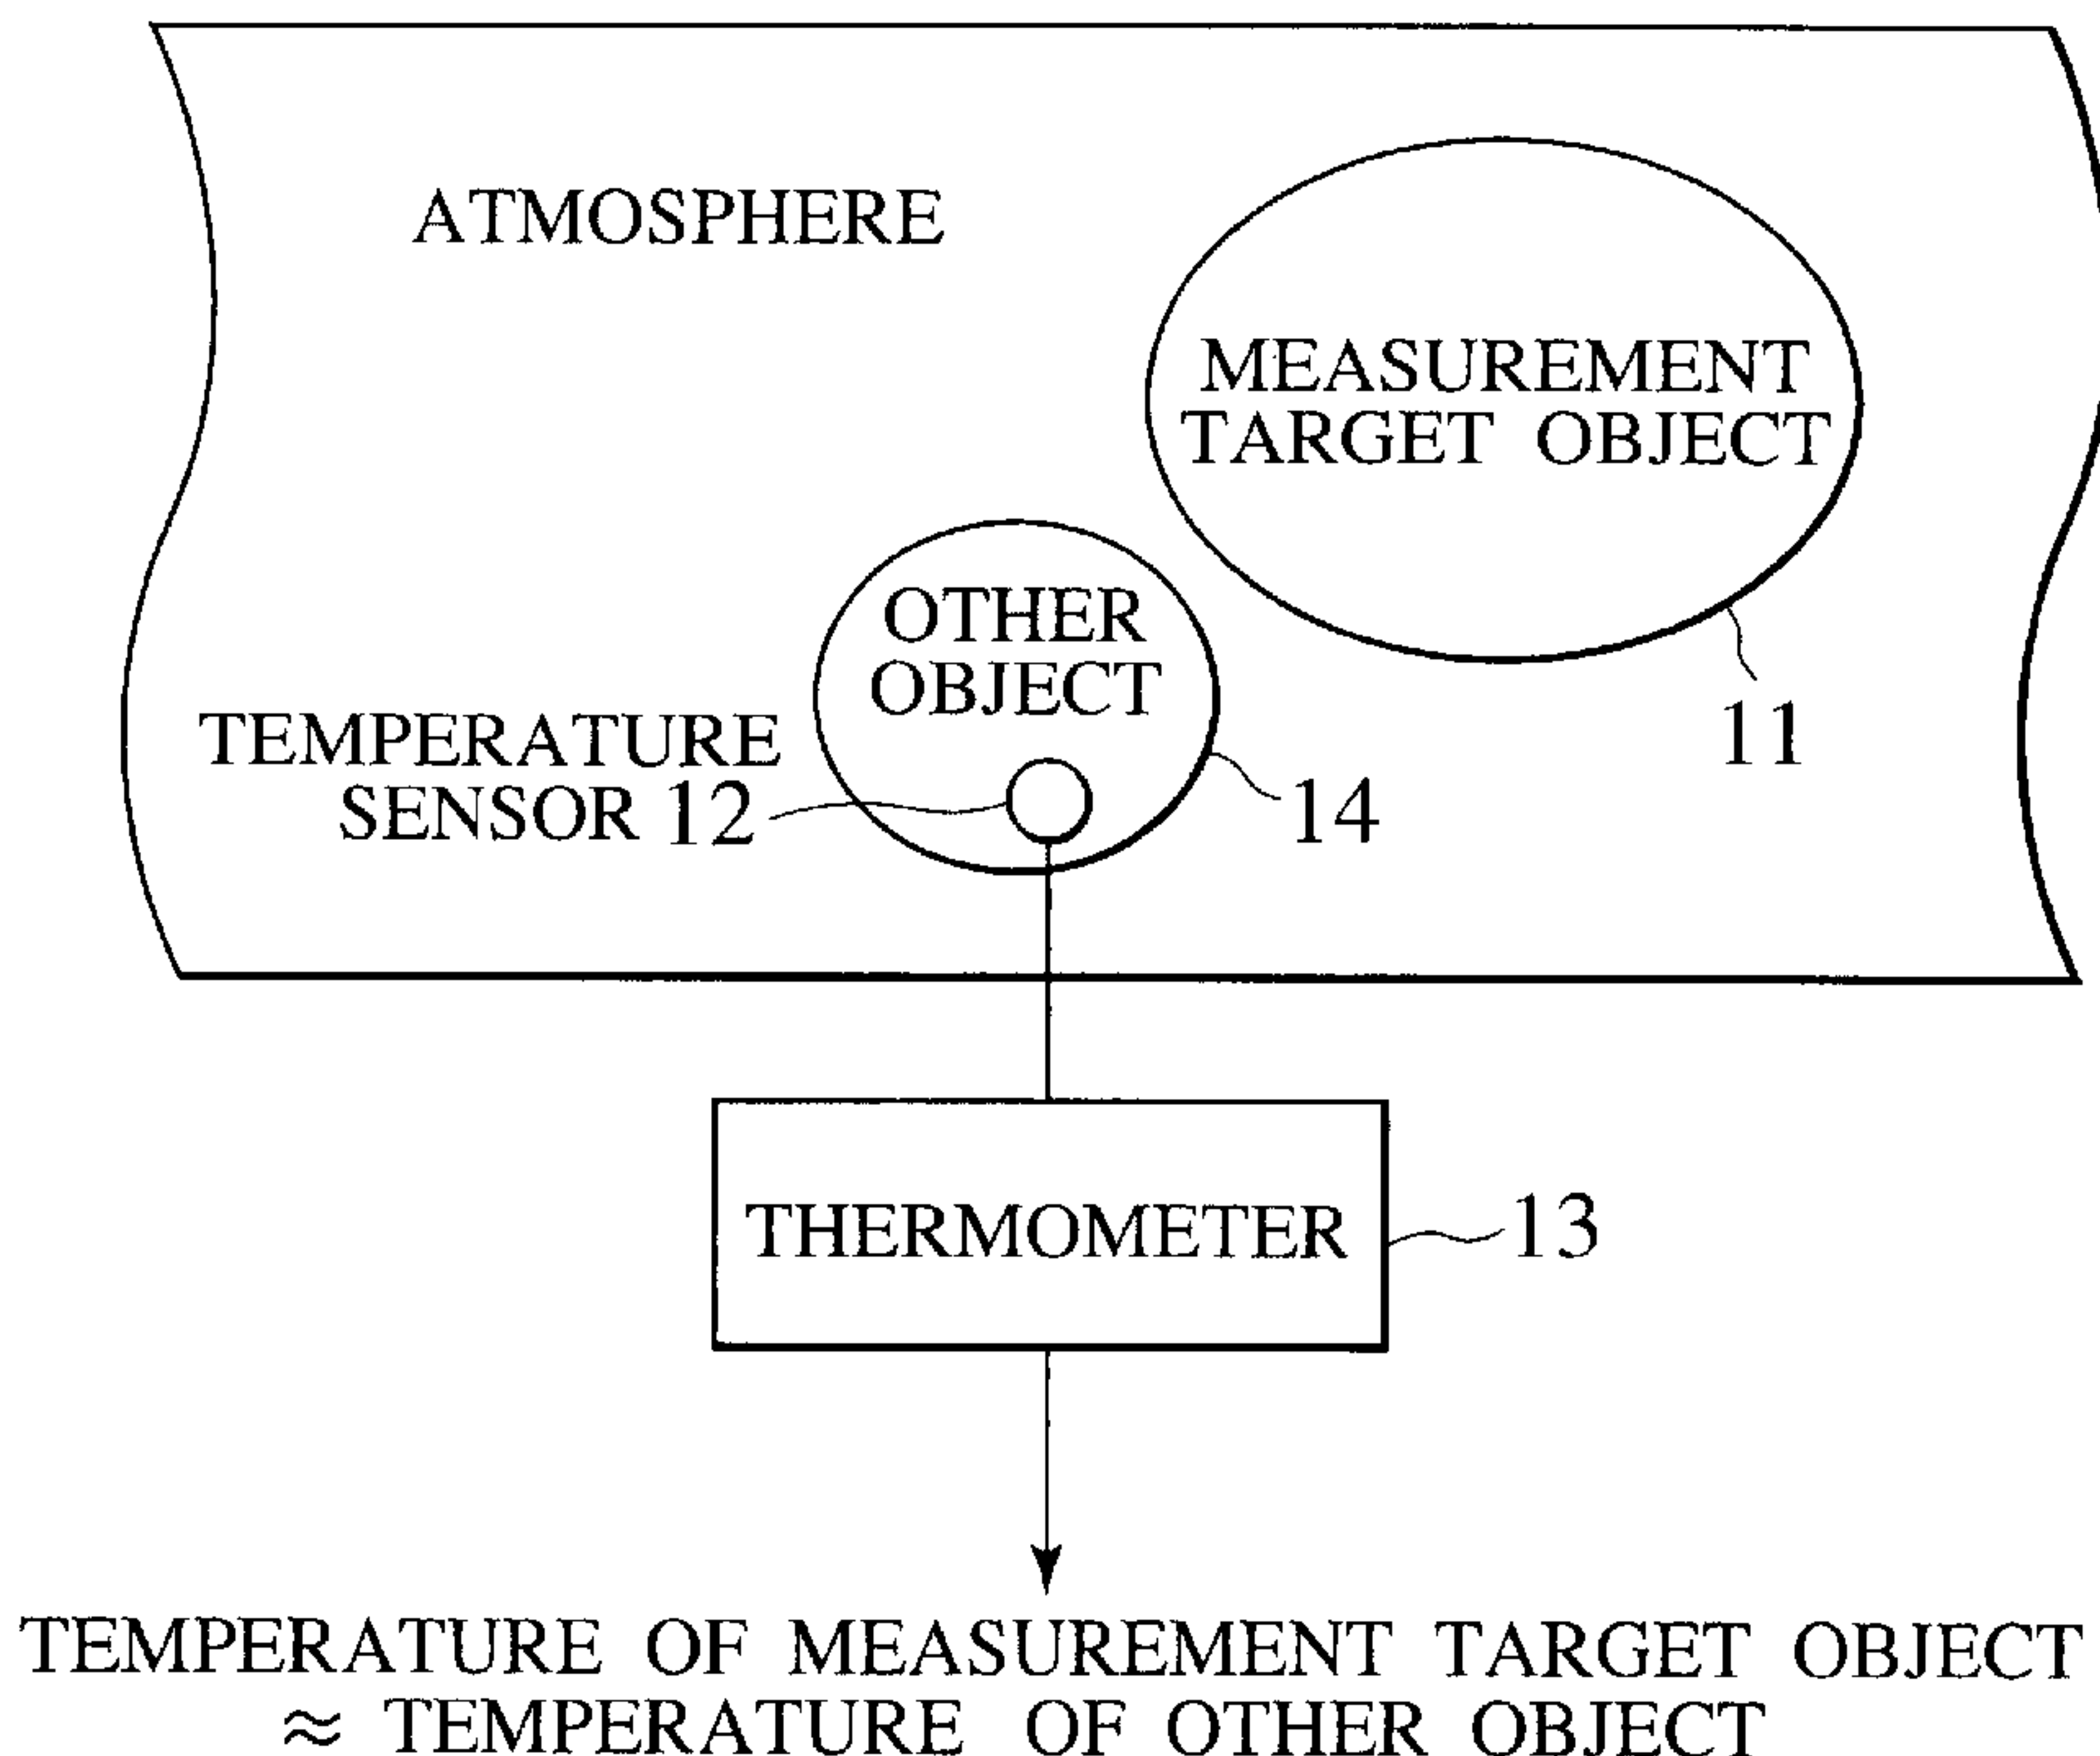 ATMOSPHERE
MEASUREMENT
TARGET OBJECT
11
OTHER
OBJECT
14
TEMPERATURE
SENSOR 12
THERMOMETER
13
TEMPERATURE OF MEASUREMENT TARGET OBJECT
≈ TEMPERATURE OF OTHER OBJECT